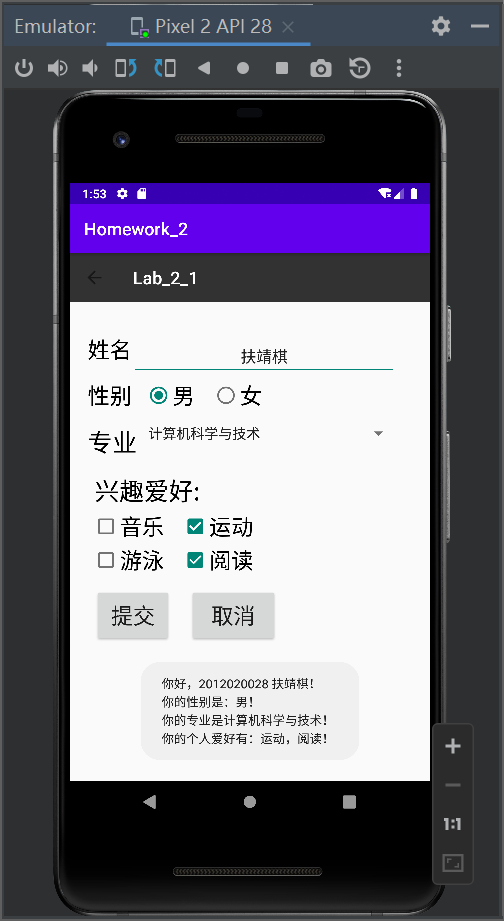 Emulator: Pixel 2 API 28
1:53
Homework_2
Lab_2_1
姓名 扶靖棋
性别 男 女
专业 计算机科学与技术
兴趣爱好:
音乐 运动
游泳 阅读
提交 取消
你好，2012020028 扶靖棋！
你的性别是：男！
你的专业是计算机科学与技术！
你的个人爱好有：运动，阅读！
1:1